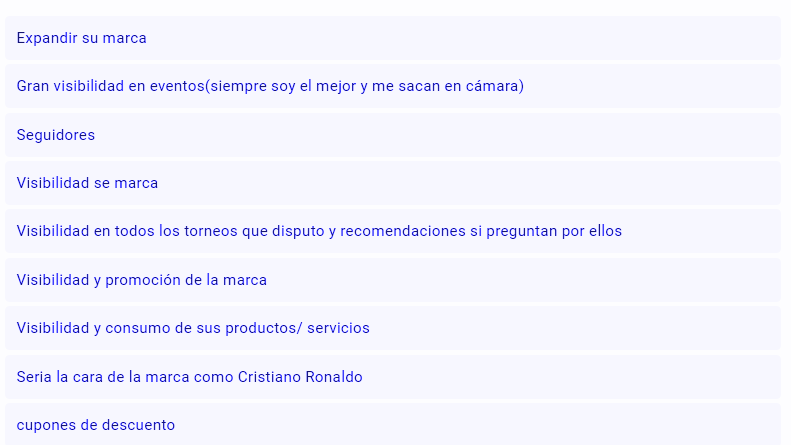 Expandir su marca
Gran visibilidad en eventos(siempre soy el mejor y me sacan en cámara)
Seguidores
Visibilidad se marca
Visibilidad en todos los torneos que disputo y recomendaciones si preguntan por ellos
Visibilidad y promoción de la marca
Visibilidad y consumo de sus productos/ servicios
Seria la cara de la marca como Cristiano Ronaldo
cupones de descuento